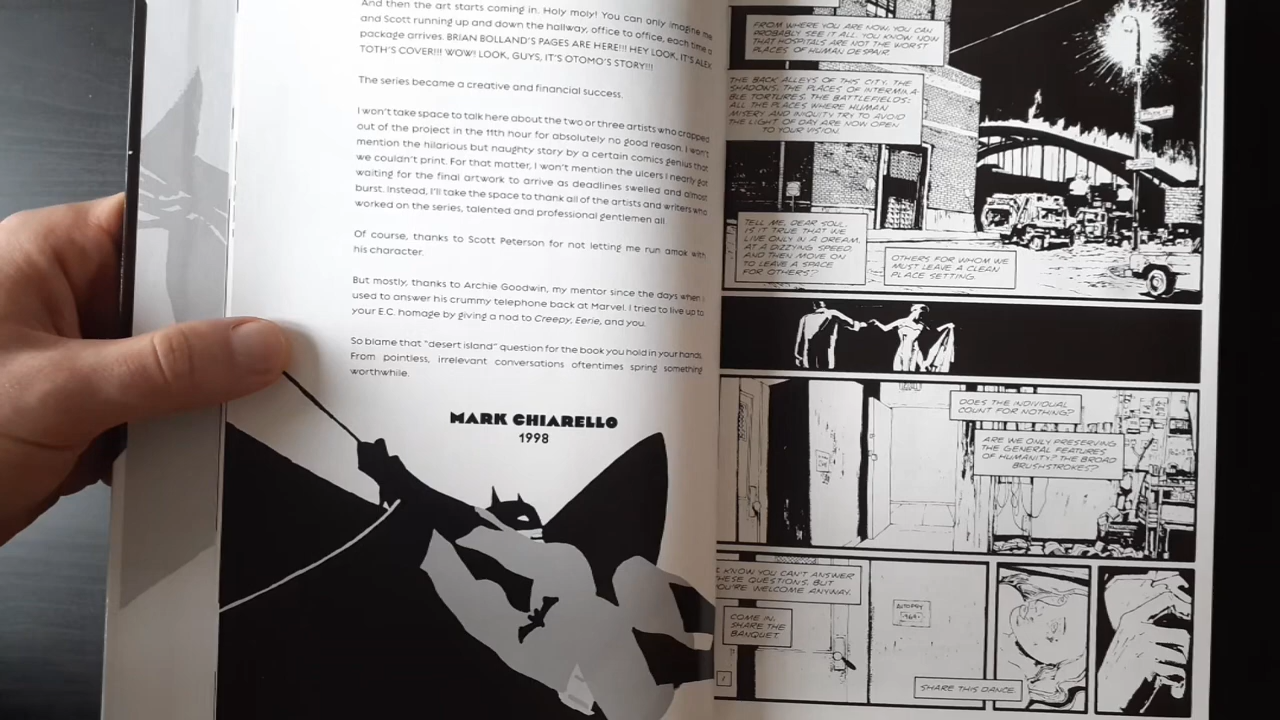 And then the art starts coming in. Holy moly! You can only imagine me
and Scott running up and down the hallway, office to office, each time a
package arrives. BRIAN BOLLAND'S PAGES ARE HERE!!! HEY LOOK, IT'S ALEX
TOTH'S COVER!!! WOW! LOOK, GUYS, IT'S OTOMO'S STORY!!!
The series became a creative and financial success.
I won't take space to talk here about the two or three artists who dropped
out of the project in the 11th hour for absolutely no good reason. I won't
mention the hilarious but naughty story by a certain comics genius that
we couldn't print. For that matter, I won't mention the ulcers I nearly got
waiting for the final artwork to arrive as deadlines swelled and almost
burst. Instead, I'll take the space to thank all of the artists and writers who
worked on the series, talented and professional gentlemen all.
Of course, thanks to Scott Peterson for not letting me run amok with
his character.
But mostly, thanks to Archie Goodwin, my mentor since the days when I
used to answer his crummy telephone back at Marvel. I tried to live up to
your E.C. homage by giving a nod to Creepy, Eerie, and you.
So blame that "desert island" question for the book you hold in your hands.
From pointless, irrelevant conversations oftentimes spring something
worthwhile.
MARK CHIARELLO
1998
FROM WHERE YOU ARE NOW, YOU CAN
PROBABLY SEE IT ALL. YOU KNOW NOW
THAT HOSPITALS ARE NOT THE WORST
PLACES OF HUMAN DESPAIR.
THE BACK ALLEYS OF THIS CITY. THE
SHADOWS. THE PLACES OF INTERMINA-
BLE TORTURES. THE BATTLEFIELDS:
ALL THE PLACES WHERE HUMAN
MISERY AND INIQUITY TRY TO AVOID
THE LIGHT OF DAY ARE NOW OPEN
TO YOUR VISION.
TELL ME, DEAR SOUL.
IS IT TRUE THAT WE
LIVE ONLY IN A DREAM,
AT A DIZZYING SPEED,
AND THEN MOVE ON
TO LEAVE A SPACE
FOR OTHERS?
OTHERS FOR WHOM WE
MUST LEAVE A CLEAN
PLACE SETTING.
DOES THE INDIVIDUAL
COUNT FOR NOTHING?
ARE WE ONLY PRESERVING
THE GENERAL FEATURES
OF HUMANITY? THE BROAD
BRUSHSTROKES?
I KNOW YOU CAN'T ANSWER
THESE QUESTIONS, BUT
YOU'RE WELCOME ANYWAY.
COME IN.
SHARE THE
BANQUET.
AUTOPSY
SHARE THIS DANCE.
1